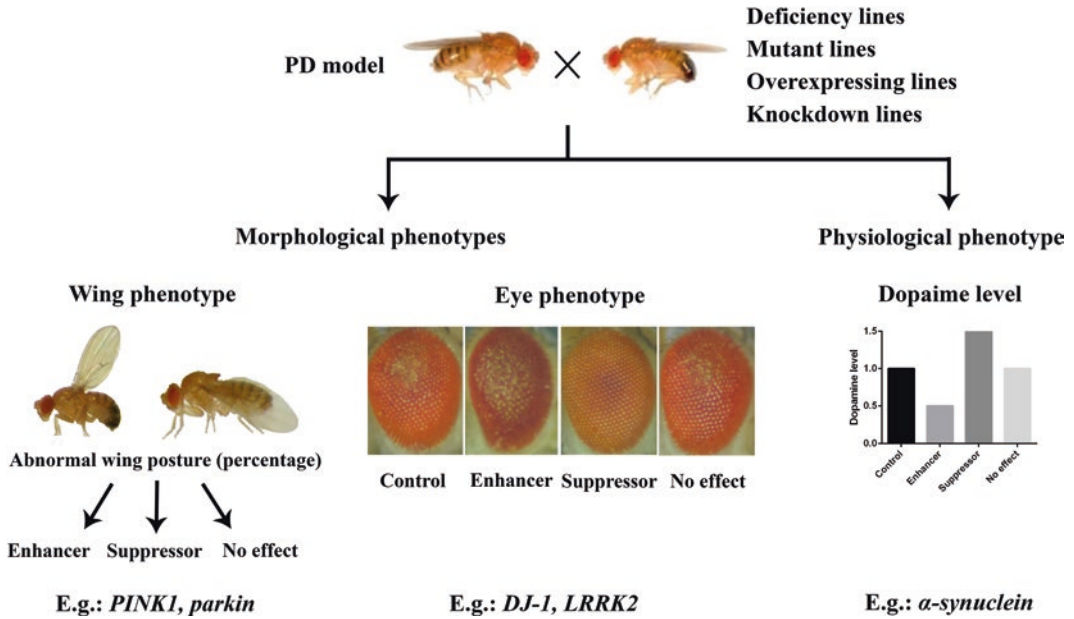 PD model
Deficiency lines
Mutant lines
Overexpressing lines
Knockdown lines
Morphological phenotypes
Physiological phenotype
Wing phenotype
Eye phenotype
Dopaime level
Abnormal wing posture (percentage)
Enhancer Suppressor No effect
Control Enhancer Suppressor No effect
Dopamine level
1.5
1.0
0.5
0.0
Control
Enhancer
Suppressor
No effect
E.g.: PINK1, parkin
E.g.: DJ-1, LRRK2
E.g.: α-synuclein